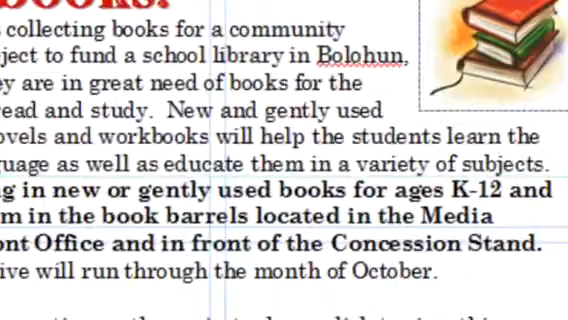 books!
collecting books for a community
ject to fund a school library in Bolohun,
ey are in great need of books for the
read and study. New and gently used
ovels and workbooks will help the students learn the
guage as well as educate them in a variety of subjects.
g in new or gently used books for ages K-12 and
m in the book barrels located in the Media
ont Office and in front of the Concession Stand.
ive will run through the month of October.